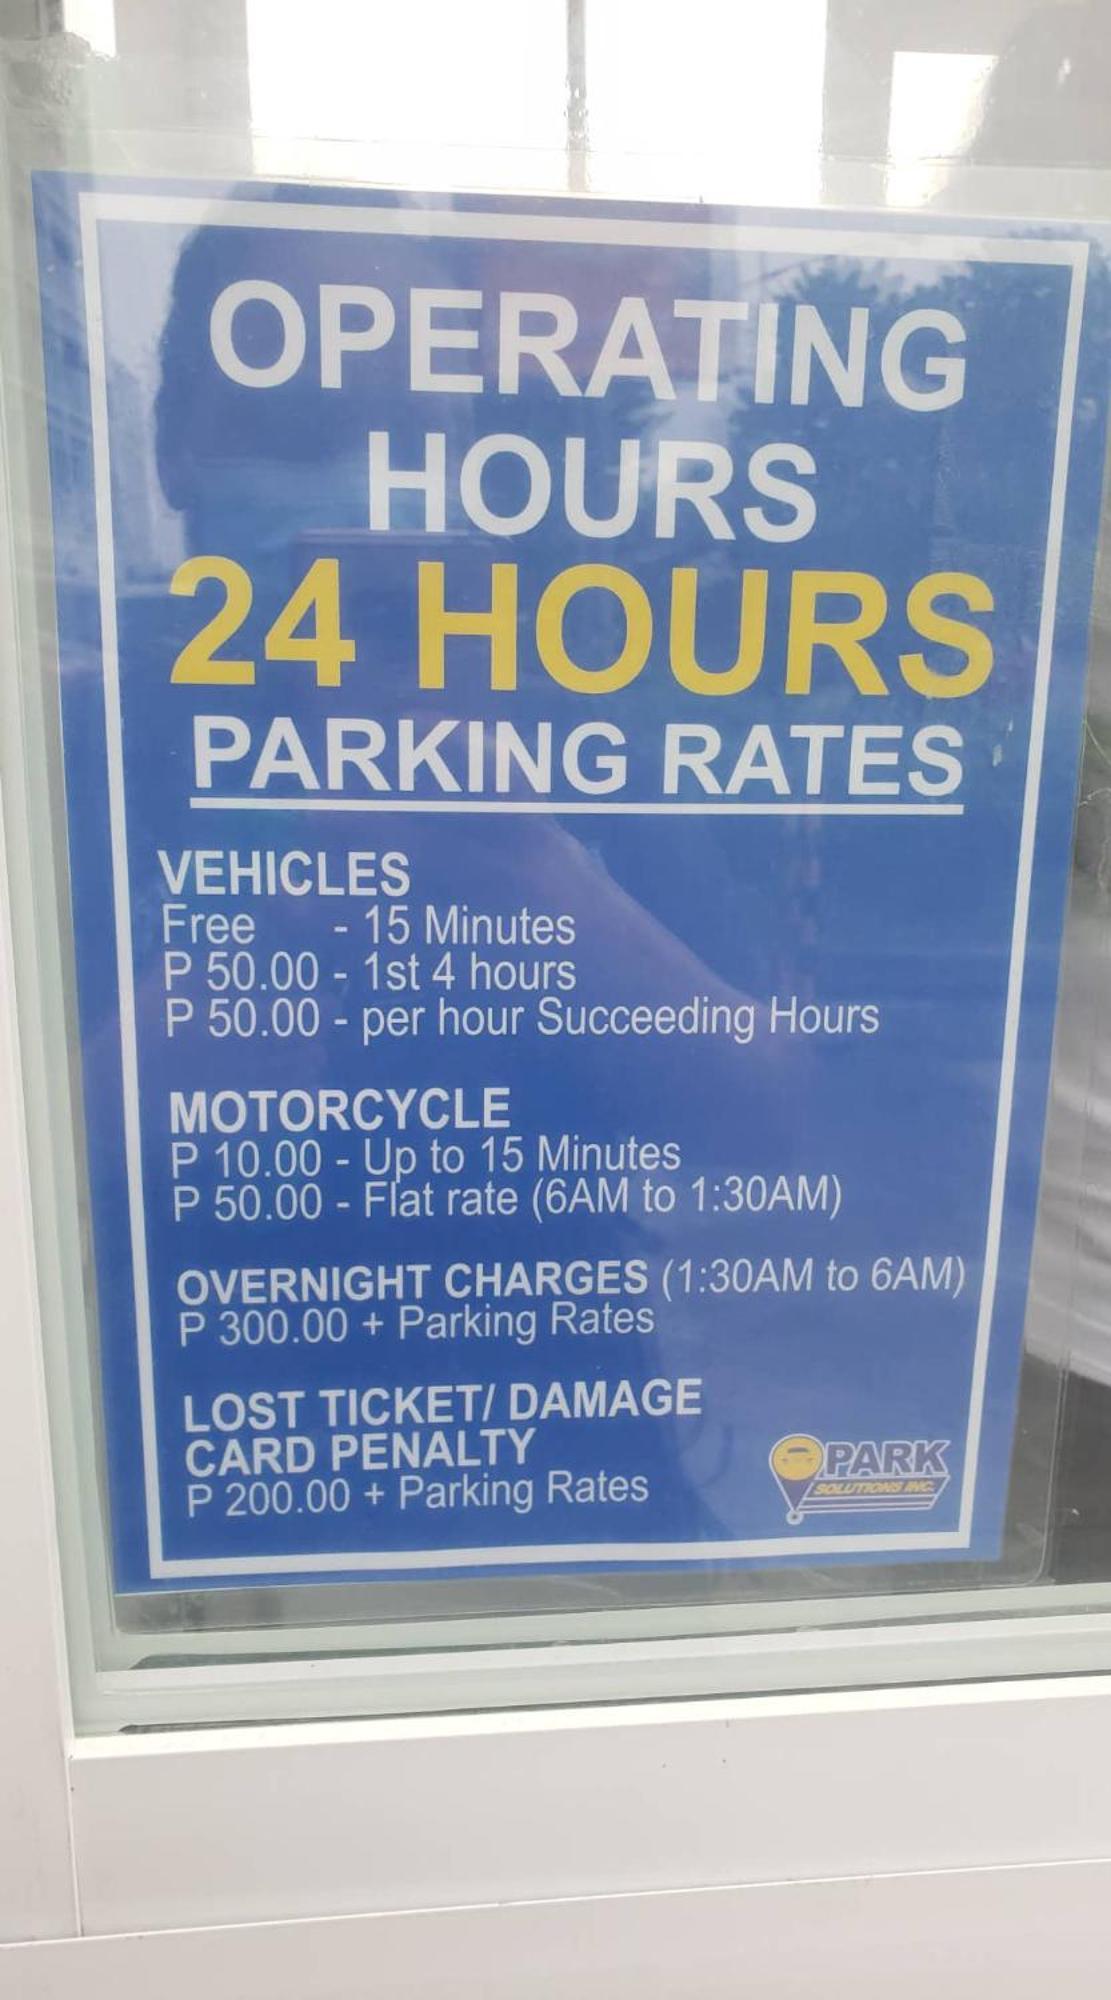 OPERATING
HOURS
24 HOURS
PARKING RATES
VEHICLES
Free - 15 Minutes
P 50.00 - 1st 4 hours
P 50.00 - per hour Succeeding Hours
MOTORCYCLE
P 10.00 - Up to 15 Minutes
P 50.00 - Flat rate (6AM to 1:30AM)
OVERNIGHT CHARGES (1:30AM to 6AM)
P 300.00 + Parking Rates
LOST TICKET/ DAMAGE
CARD PENALTY
P 200.00 + Parking Rates
PARK
SOLUTIONS INC.